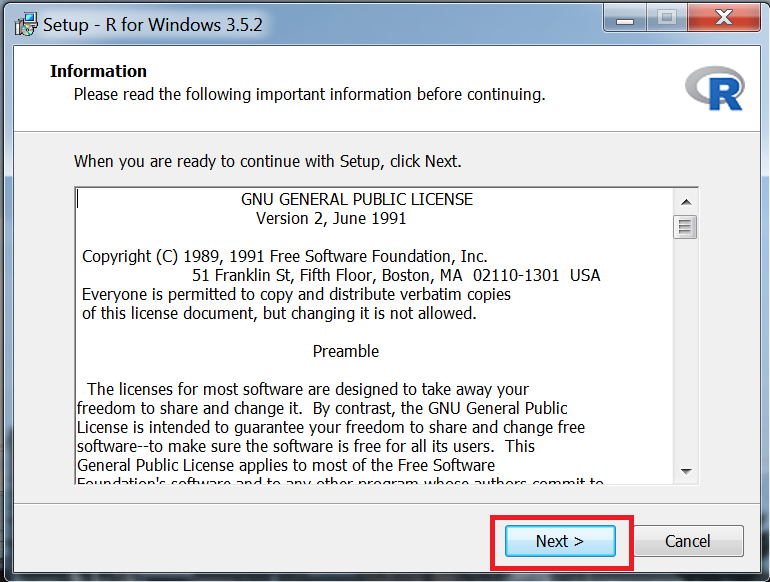 Setup - R for Windows 3.5.2
Information
Please read the following important information before continuing.
R
When you are ready to continue with Setup, click Next.
GNU GENERAL PUBLIC LICENSE
Version 2, June 1991
Copyright (C) 1989, 1991 Free Software Foundation, Inc.
51 Franklin St, Fifth Floor, Boston, MA 02110-1301 USA
Everyone is permitted to copy and distribute verbatim copies
of this license document, but changing it is not allowed.
Preamble
The licenses for most software are designed to take away your
freedom to share and change it. By contrast, the GNU General Public
License is intended to guarantee your freedom to share and change free
software--to make sure the software is free for all its users. This
General Public License applies to most of the Free Software
Foundation's software and to any other program whose authors commit to
Next >
Cancel